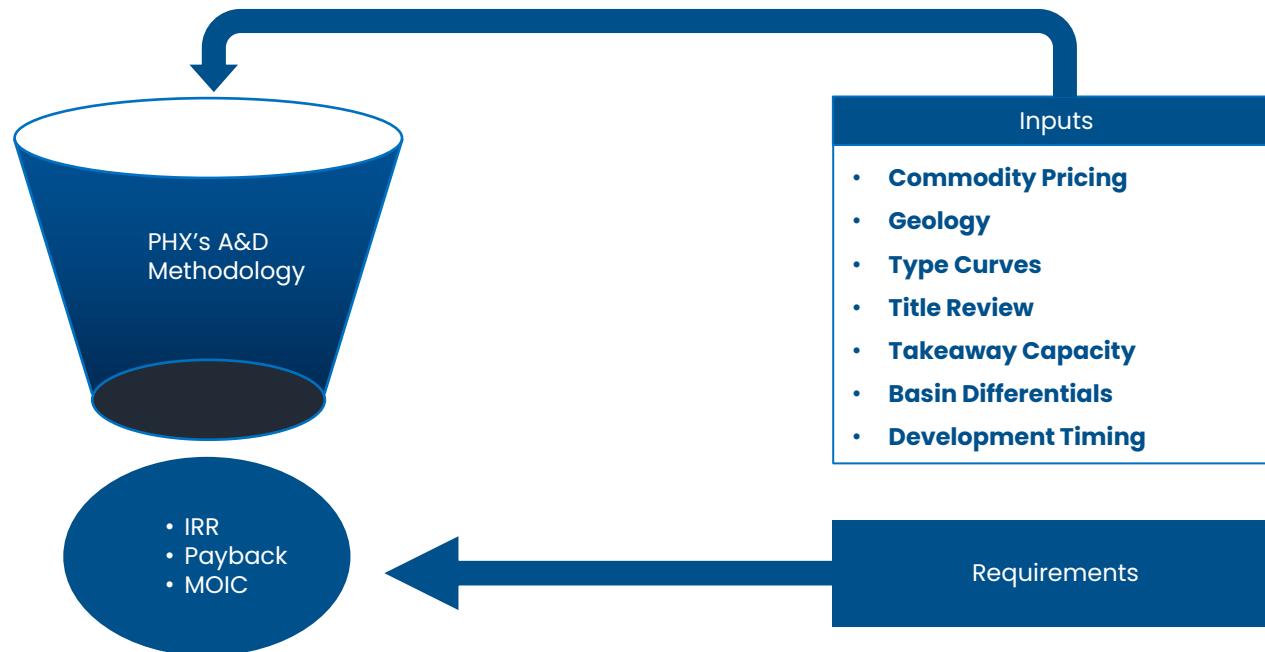 PHX's A&D
Methodology
Inputs
• Commodity Pricing
• Geology
• Type Curves
• Title Review
• Takeaway Capacity
• Basin Differentials
• Development Timing
• IRR
• Payback
• MOIC
Requirements